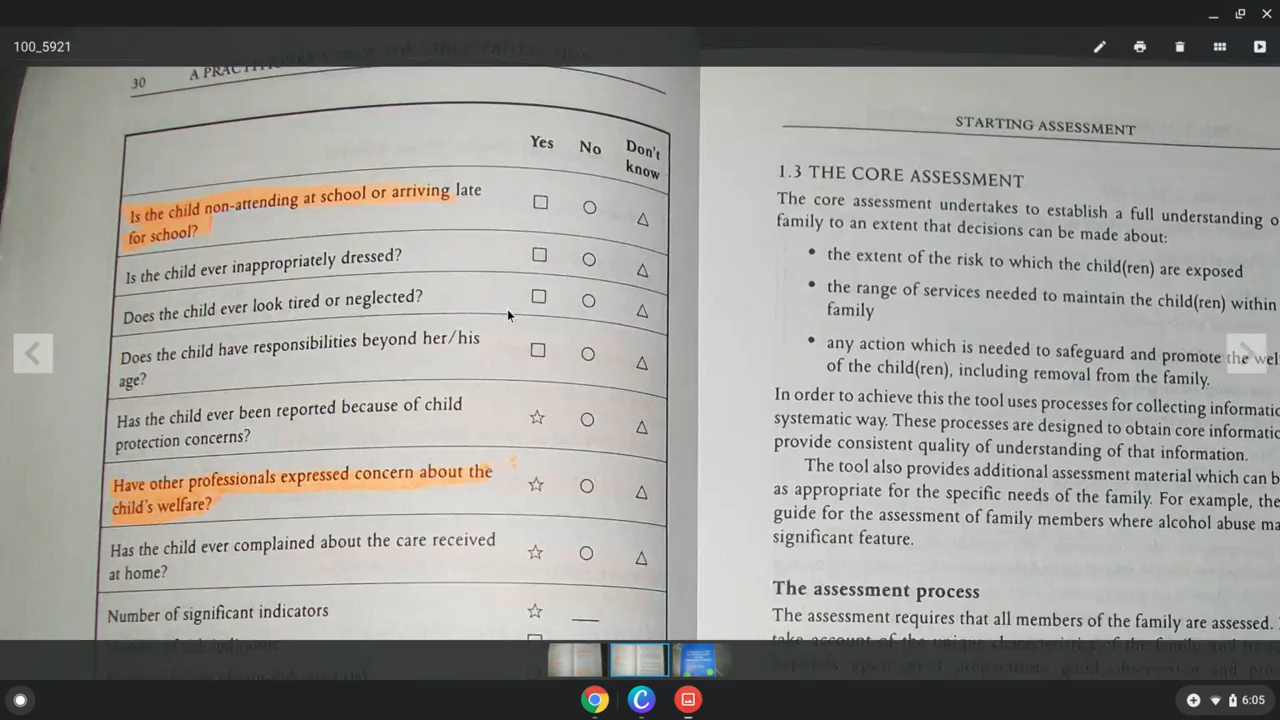 100_5921
30
STARTING ASSESSMENT
Yes
No
Don't
know
Is the child non-attending at school or arriving late
for school?
Is the child ever inappropriately dressed?
Does the child ever look tired or neglected?
Does the child have responsibilities beyond her/his
age?
Has the child ever been reported because of child
protection concerns?
Have other professionals expressed concern about the
child's welfare?
Has the child ever complained about the care received
at home?
Number of significant indicators
1.3 THE CORE ASSESSMENT
The core assessment undertakes to establish a full understanding o
family to an extent that decisions can be made about:
• the extent of the risk to which the child(ren) are exposed
• the range of services needed to maintain the child(ren) within
family
• any action which is needed to safeguard and promote the wel
of the child(ren), including removal from the family.
In order to achieve this the tool uses processes for collecting informatic
systematic way. These processes are designed to obtain core informatic
provide consistent quality of understanding of that information.
The tool also provides additional assessment material which can b
as appropriate for the specific needs of the family. For example, the
guide for the assessment of family members where alcohol abuse ma
significant feature.
The assessment process
The assessment requires that all members of the family are assessed.
6:05